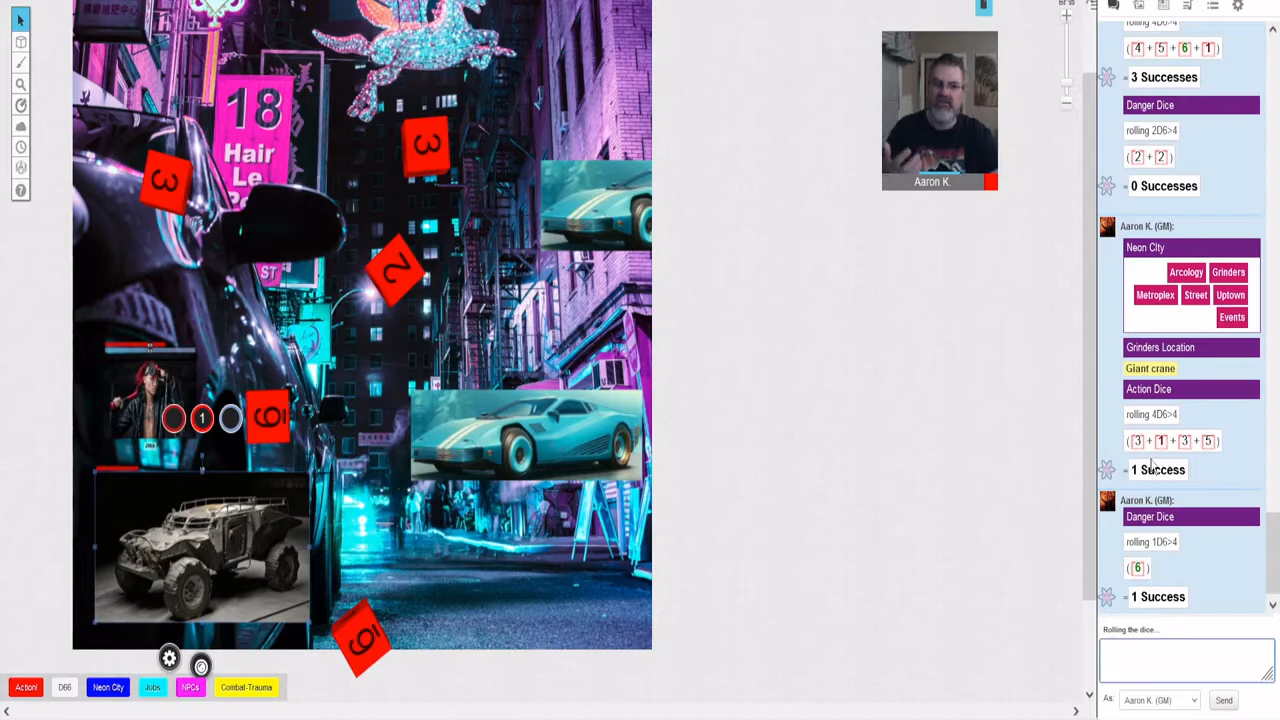 rolling 4D6>4
(4+5+6+1)
= 3 Successes
Danger Dice
rolling 2D6>4
(2+2)
= 0 Successes
Aaron K. (GM):
Neon City
Arcology Grinders
Metroplex Street Uptown
Events
Grinders Location
Giant crane
Action Dice
rolling 4D6>4
(3+1+3+5)
= 1 Success
Aaron K. (GM):
Danger Dice
rolling 1D6>4
(6)
= 1 Success
Rolling the dice...
As: Aaron K. (GM) Send
Aaron K.
18
Hair
Le
ST
3
3
2
6
6
1
Action!
D66
Neon City
Jobs
NPCs
Combat-Trauma